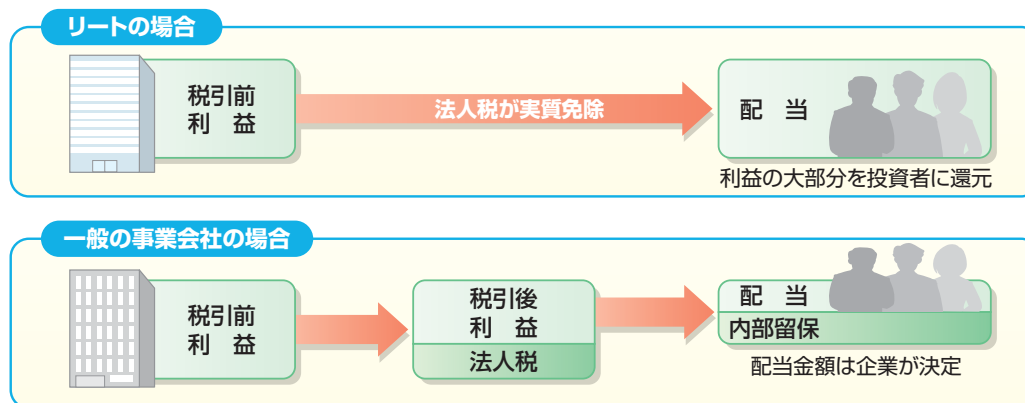 リートの場合
税引前
利　益
法人税が実質免除
配　当
利益の大部分を投資者に還元
一般の事業会社の場合
税引前
利　益
税引後
利　益
法人税
配　当
内部留保
配当金額は企業が決定